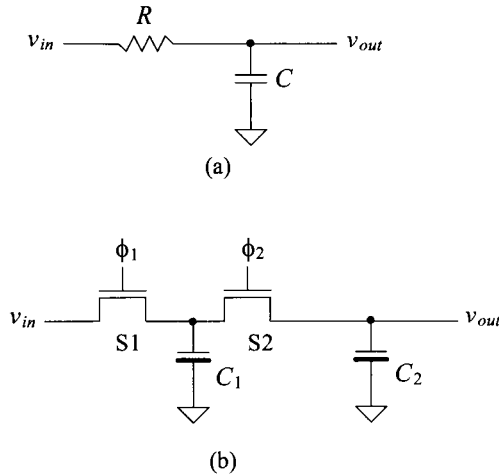 R
v_in v_out
C
(a)
ϕ1 ϕ2
v_in S1 S2 v_out
C1 C2
(b)